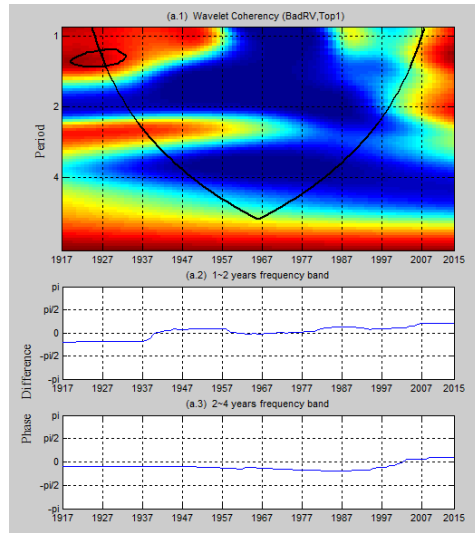 (a.1) Wavelet Coherency (BadRV,Top1)
1
2
4
Period
1917 1927 1937 1947 1957 1967 1977 1987 1997 2007 2015
(a.2) 1~2 years frequency band
pi
pi/2
0
-pi/2
-pi
1917 1927 1937 1947 1957 1967 1977 1987 1997 2007 2015
Phase Difference
(a.3) 2~4 years frequency band
pi
pi/2
0
-pi/2
-pi
1917 1927 1937 1947 1957 1967 1977 1987 1997 2007 2015